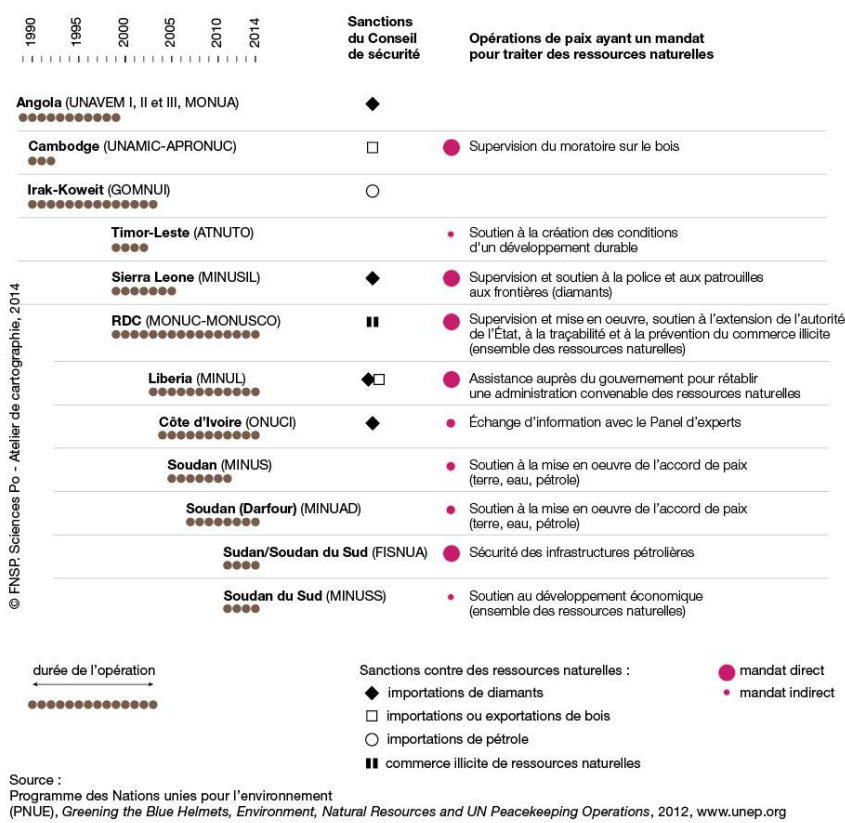 1990
1995
2000
2005
2010
2014
Sanctions
du Conseil
de sécurité
Opérations de paix ayant un mandat
pour traiter des ressources naturelles
Angola (UNAVEM I, II et III, MONUA)
Cambodge (UNAMIC-APRONUC)
Supervision du moratoire sur le bois
Irak-Koweit (GOMNUI)
Timor-Leste (ATNUTO)
Soutien à la création des conditions
d'un développement durable
Sierra Leone (MINUSIL)
Supervision et soutien à la police et aux patrouilles
aux frontières (diamants)
RDC (MONUC-MONUSCO)
Supervision et mise en oeuvre, soutien à l'extension de l'autorité
de l'État, à la traçabilité et à la prévention du commerce illicite
(ensemble des ressources naturelles)
Liberia (MINUL)
Assistance auprès du gouvernement pour rétablir
une administration convenable des ressources naturelles
Côte d'Ivoire (ONUCI)
Échange d'information avec le Panel d'experts
Soudan (MINUS)
Soutien à la mise en oeuvre de l'accord de paix
(terre, eau, pétrole)
Soudan (Darfour) (MINUAD)
Soutien à la mise en oeuvre de l'accord de paix
(terre, eau, pétrole)
Sudan/Soudan du Sud (FISNUA)
Sécurité des infrastructures pétrolières
Soudan du Sud (MINUSS)
Soutien au développement économique
(ensemble des ressources naturelles)
© FNSP. Sciences Po - Atelier de cartographie, 2014
durée de l'opération
Sanctions contre des ressources naturelles :
importations de diamants
importations ou exportations de bois
importations de pétrole
commerce illicite de ressources naturelles
mandat direct
mandat indirect
Source :
Programme des Nations unies pour l'environnement
(PNUE), Greening the Blue Helmets, Environment, Natural Resources and UN Peacekeeping Operations, 2012, www.unep.org